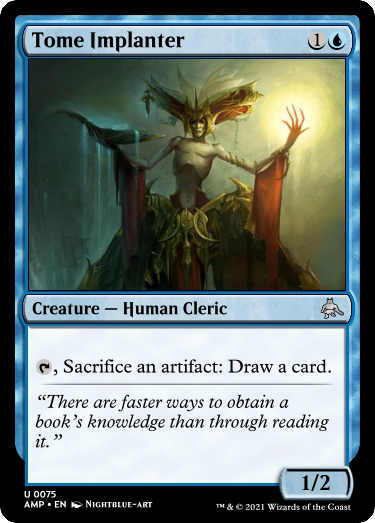 Tome Implanter 1
Creature — Human Cleric
, Sacrifice an artifact: Draw a card.
“There are faster ways to obtain a
book’s knowledge than through reading
it.”
1/2
U 0075
AMP • EN NIGHTBLUE-ART
™ & © 2021 Wizards of the Coast